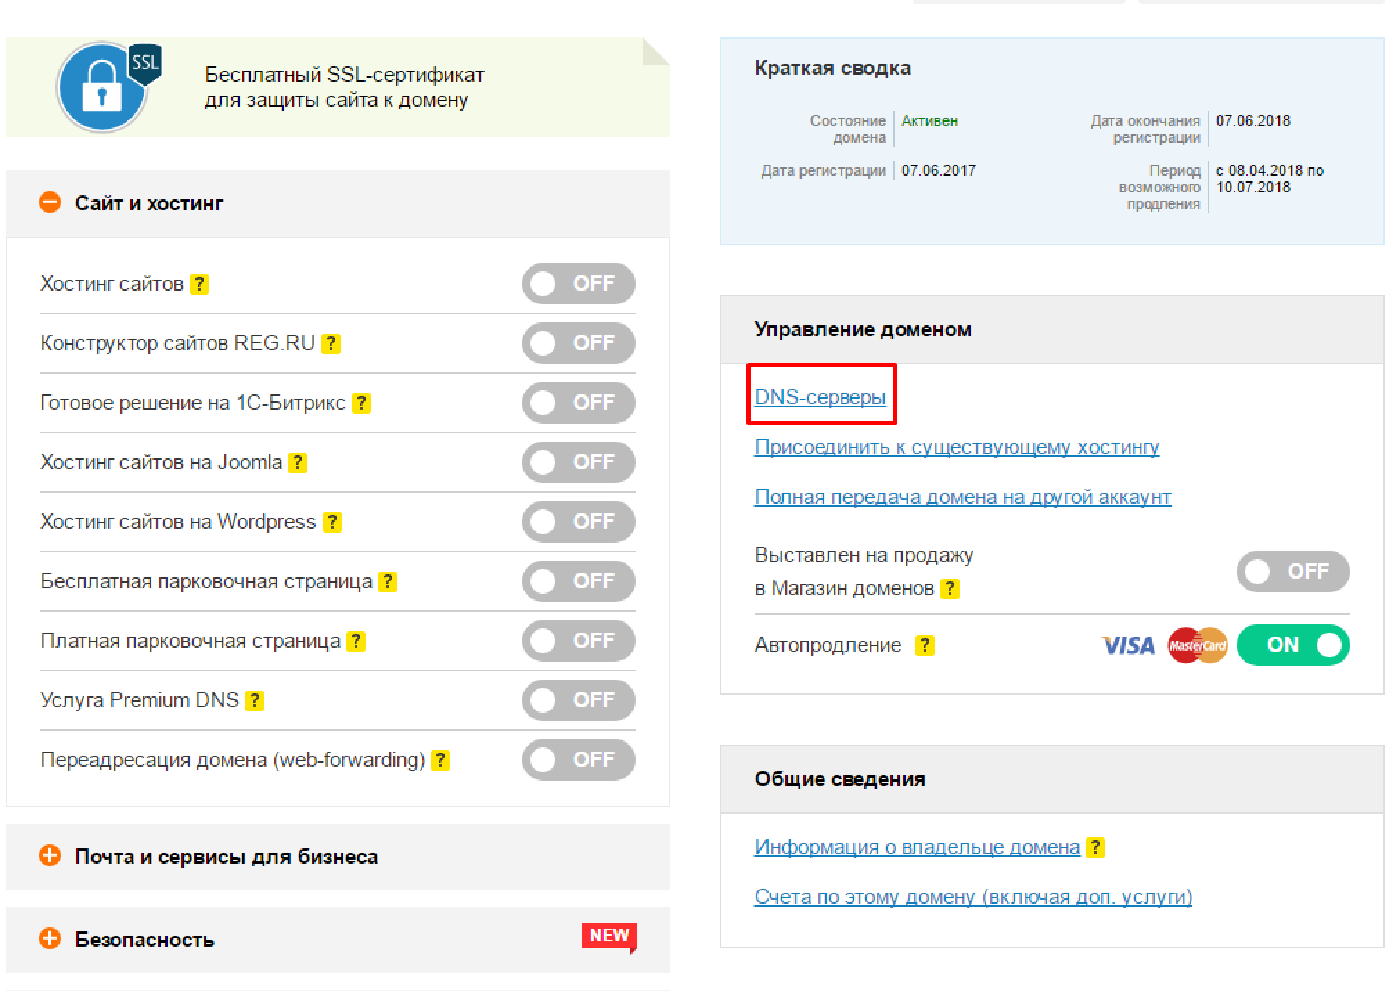 SSL
Бесплатный SSL-сертификат
для защиты сайта к домену
Сайт и хостинг
Хостинг сайтов ?
OFF
Конструктор сайтов REG.RU ?
OFF
Готовое решение на 1С-Битрикс ?
OFF
Хостинг сайтов на Joomla ?
OFF
Хостинг сайтов на Wordpress ?
OFF
Бесплатная парковочная страница ?
OFF
Платная парковочная страница ?
OFF
Услуга Premium DNS ?
OFF
Переадресация домена (web-forwarding) ?
OFF
Почта и сервисы для бизнеса
Безопасность
NEW
Краткая сводка
Состояние
домена
Активен
Дата окончания
регистрации
07.06.2018
Дата регистрации
07.06.2017
Период
возможного
продления
с 08.04.2018 по
10.07.2018
Управление доменом
DNS-серверы
Присоединить к существующему хостингу
Полная передача домена на другой аккаунт
Выставлен на продажу
в Магазин доменов ?
OFF
Автопродление ?
VISA
MasterCard
ON
Общие сведения
Информация о владельце домена ?
Счета по этому домену (включая доп. услуги)